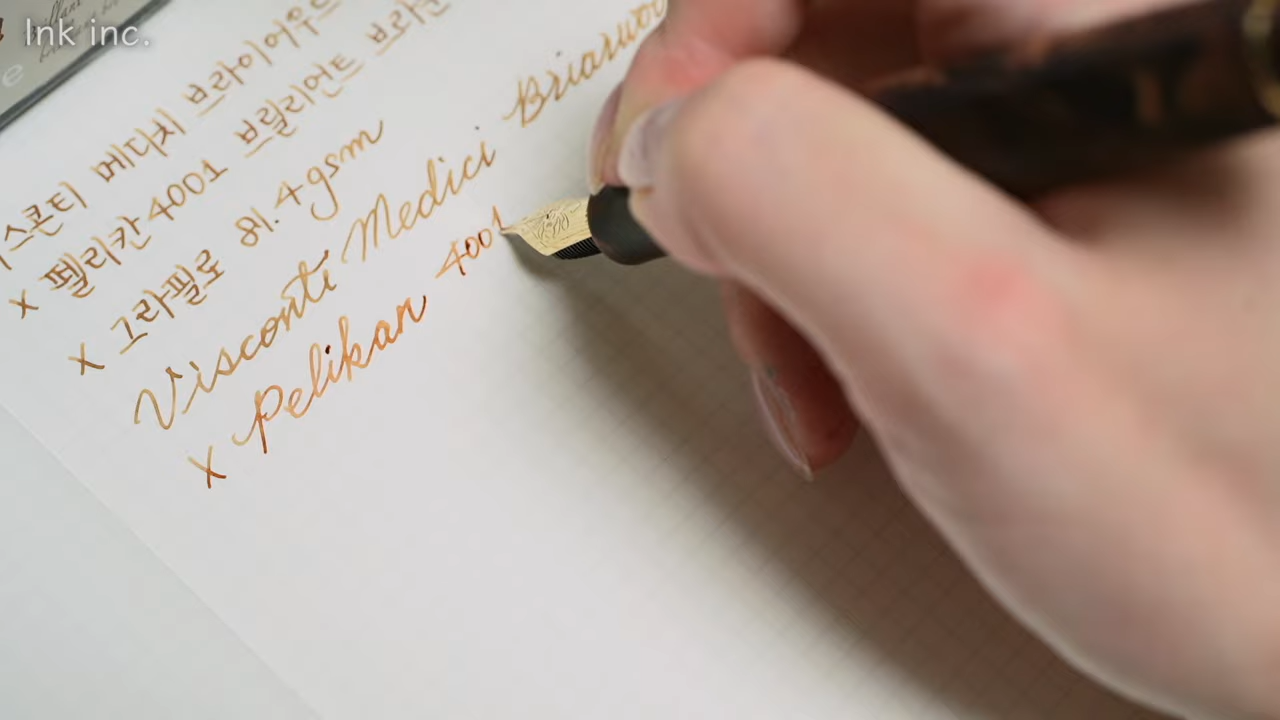 Ink inc.
스콘티 메디치 브라이어우드
x 펠리칸 4001 브릴리언트 브라운
x 그라필로 81.4gsm
Visconti Medici Briarwoo
x Pelikan 4001